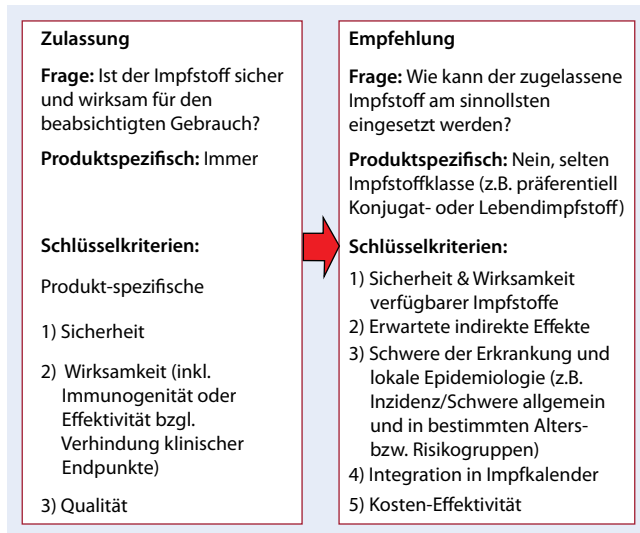 Zulassung
Frage: Ist der Impfstoff sicher
und wirksam für den
beabsichtigten Gebrauch?
Produktspezifisch: Immer
Schlüsselkriterien:
Produkt-spezifische
1) Sicherheit
2) Wirksamkeit (inkl.
Immunogenität oder
Effektivität bzgl.
Verhindung klinischer
Endpunkte)
3) Qualität
Empfehlung
Frage: Wie kann der zugelassene
Impfstoff am sinnollsten
eingesetzt werden?
Produktspezifisch: Nein, selten
Impfstoffklasse (z.B. präferentiell
Konjugat- oder Lebendimpfstoff)
Schlüsselkriterien:
1) Sicherheit & Wirksamkeit
verfügbarer Impfstoffe
2) Erwartete indirekte Effekte
3) Schwere der Erkrankung und
lokale Epidemiologie (z.B.
Inzidenz/Schwere allgemein
und in bestimmten Alters-
bzw. Risikogruppen)
4) Integration in Impfkalender
5) Kosten-Effektivität